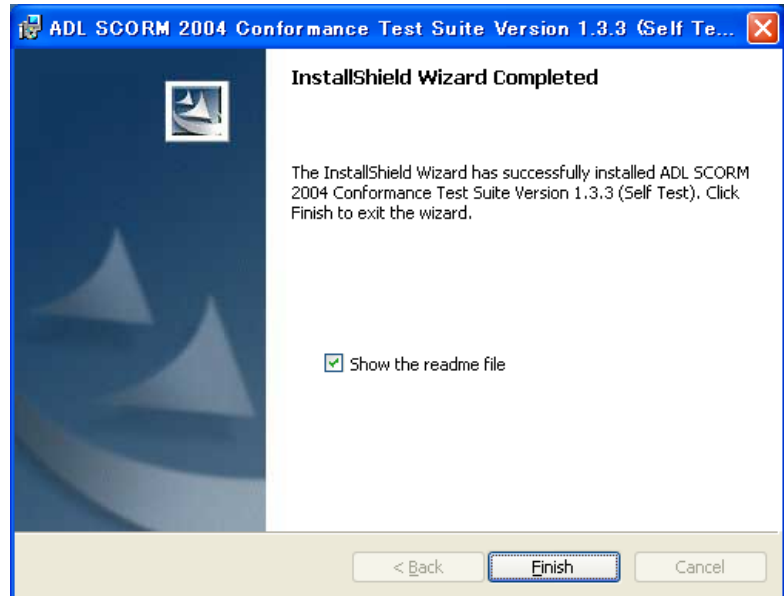 ADL SCORM 2004 Conformance Test Suite Version 1.3.3 (Self Te...
InstallShield Wizard Completed
The InstallShield Wizard has successfully installed ADL SCORM
2004 Conformance Test Suite Version 1.3.3 (Self Test). Click
Finish to exit the wizard.
Show the readme file
< Back Finish Cancel